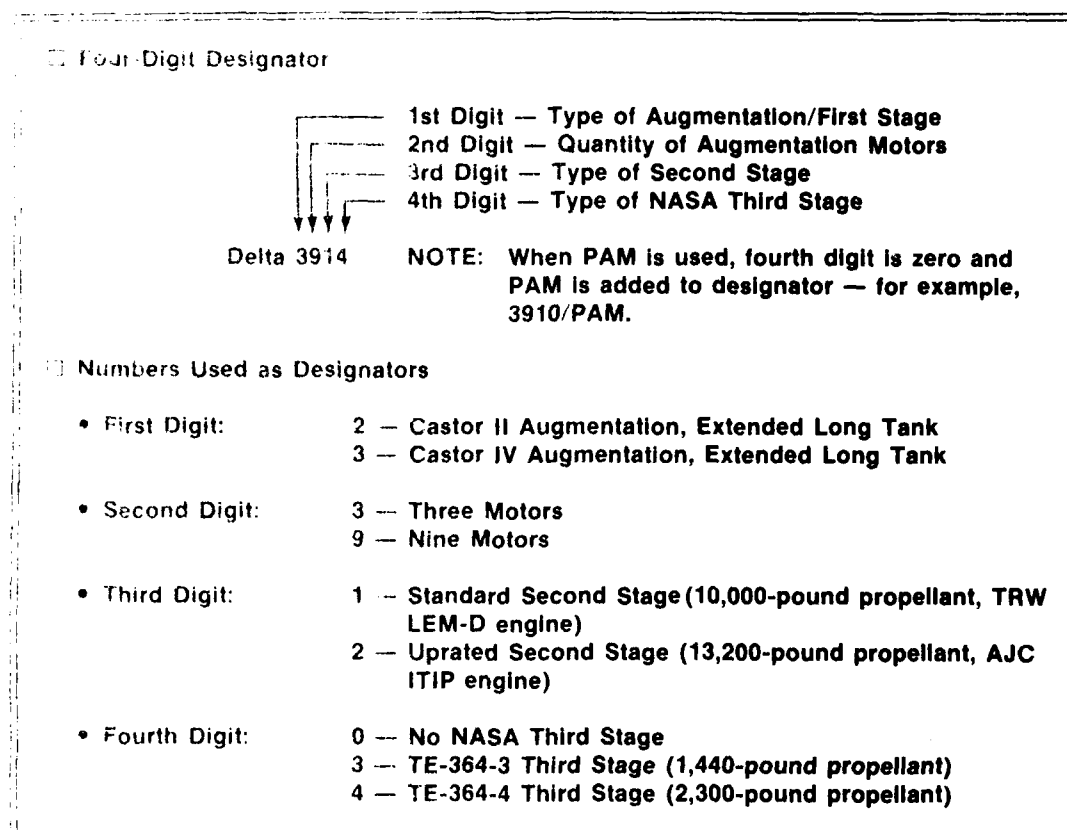 Four-Digit Designator
1st Digit — Type of Augmentation/First Stage
2nd Digit — Quantity of Augmentation Motors
3rd Digit — Type of Second Stage
4th Digit — Type of NASA Third Stage
Delta 3914 NOTE: When PAM is used, fourth digit is zero and
PAM is added to designator — for example,
3910/PAM.
Numbers Used as Designators
• First Digit: 2 — Castor II Augmentation, Extended Long Tank
3 — Castor IV Augmentation, Extended Long Tank
• Second Digit: 3 — Three Motors
9 — Nine Motors
• Third Digit: 1 — Standard Second Stage (10,000-pound propellant, TRW
LEM-D engine)
2 — Uprated Second Stage (13,200-pound propellant, AJC
ITIP engine)
• Fourth Digit: 0 — No NASA Third Stage
3 — TE-364-3 Third Stage (1,440-pound propellant)
4 — TE-364-4 Third Stage (2,300-pound propellant)